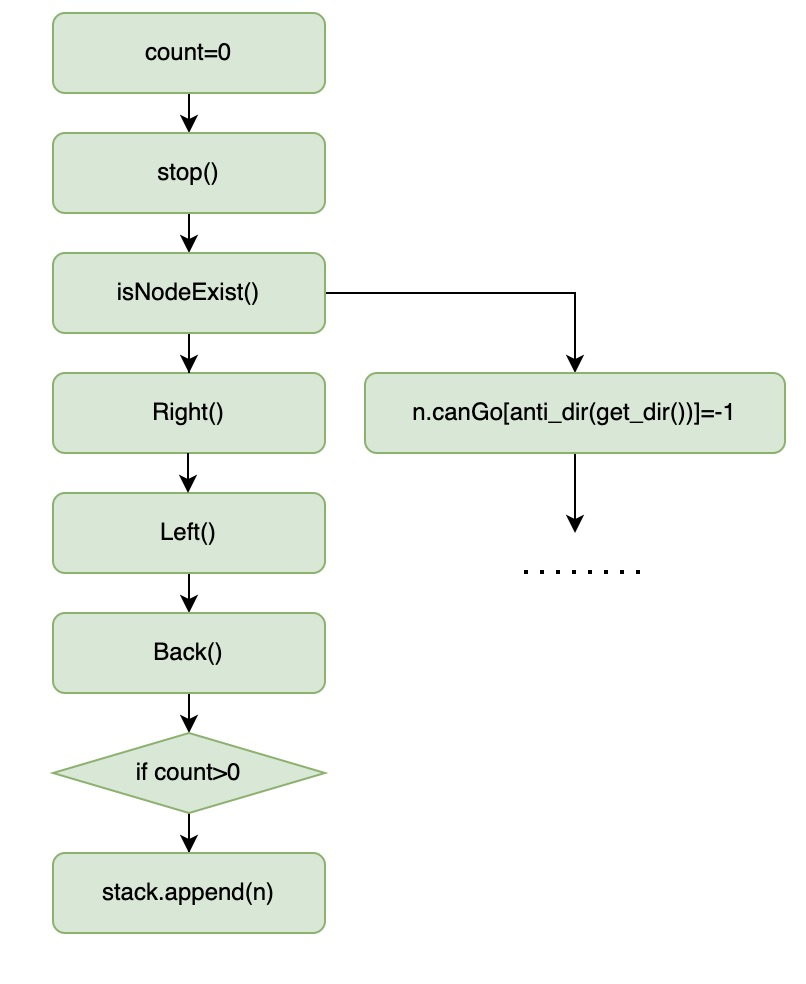 count=0
stop()
isNodeExist()
Right()
n.canGo[anti_dir(get_dir())]=-1
Left()
. . . . . . . .
Back()
if count>0
stack.append(n)